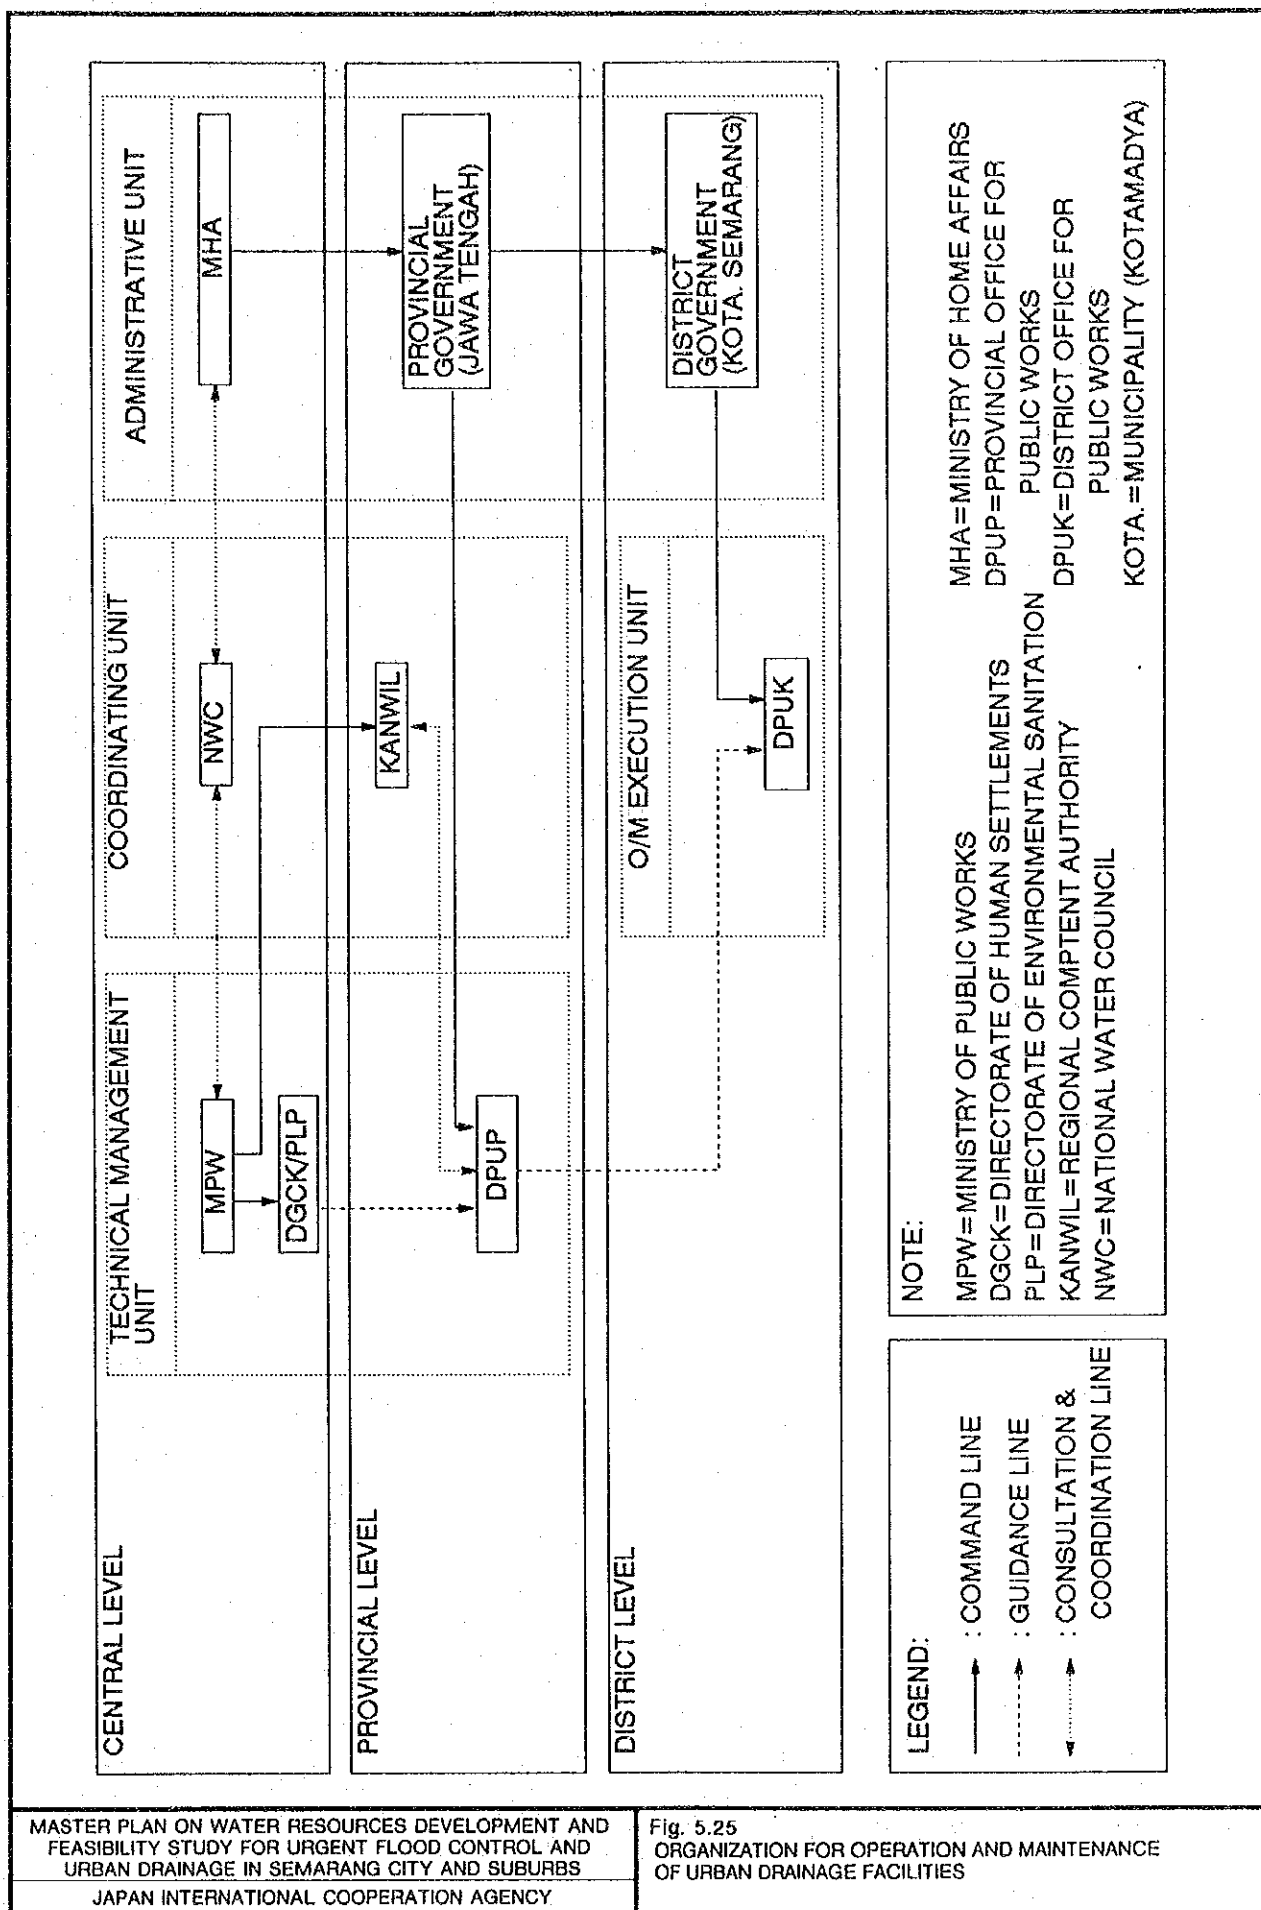 CENTRAL LEVEL
TECHNICAL MANAGEMENT
UNIT
MPW
DGCK/PLP
COORDINATING UNIT
NWC
ADMINISTRATIVE UNIT
MHA
PROVINCIAL LEVEL
DPUP
KANWIL
PROVINCIAL
GOVERNMENT
(JAWA TENGAH)
DISTRICT LEVEL
O/M EXECUTION UNIT
DPUK
DISTRICT
GOVERNMENT
(KOTA. SEMARANG)
LEGEND:
: COMMAND LINE
: GUIDANCE LINE
: CONSULTATION &
COORDINATION LINE
NOTE:
MPW=MINISTRY OF PUBLIC WORKS
DGCK=DIRECTORATE OF HUMAN SETTLEMENTS
PLP=DIRECTORATE OF ENVIRONMENTAL SANITATION
KANWIL=REGIONAL COMPTENT AUTHORITY
NWC=NATIONAL WATER COUNCIL
MHA=MINISTRY OF HOME AFFAIRS
DPUP=PROVINCIAL OFFICE FOR
PUBLIC WORKS
DPUK=DISTRICT OFFICE FOR
PUBLIC WORKS
KOTA.=MUNICIPALITY (KOTAMADYA)
MASTER PLAN ON WATER RESOURCES DEVELOPMENT AND
FEASIBILITY STUDY FOR URGENT FLOOD CONTROL AND
URBAN DRAINAGE IN SEMARANG CITY AND SUBURBS
JAPAN INTERNATIONAL COOPERATION AGENCY
Fig. 5.25
ORGANIZATION FOR OPERATION AND MAINTENANCE
OF URBAN DRAINAGE FACILITIES